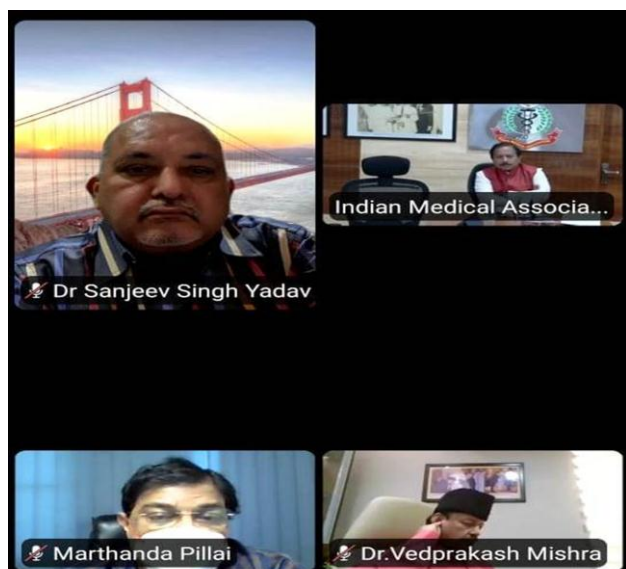 Dr Sanjeev Singh Yadav
Indian Medical Associa...
Marthanda Pillai
Dr.Vedprakash Mishra